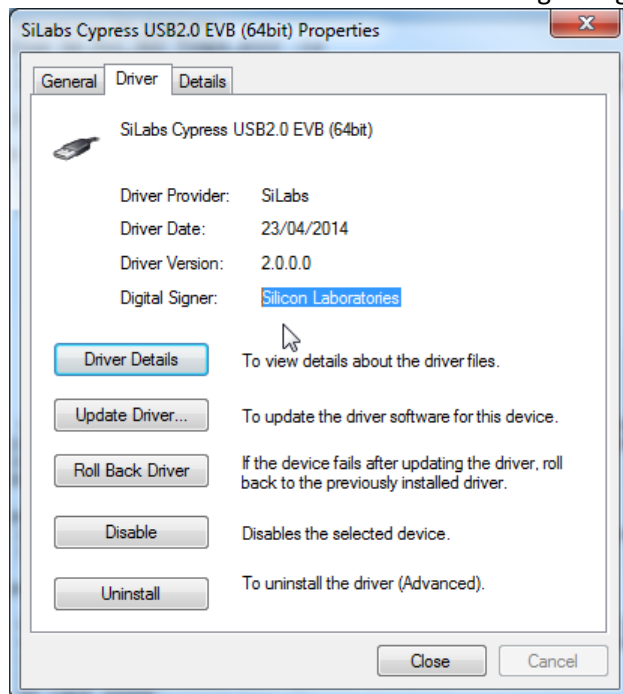 SiLabs Cypress USB2.0 EVB (64bit) Properties
General Driver Details
SiLabs Cypress USB2.0 EVB (64bit)
Driver Provider: SiLabs
Driver Date: 23/04/2014
Driver Version: 2.0.0.0
Digital Signer: Silicon Laboratories
Driver Details To view details about the driver files.
Update Driver... To update the driver software for this device.
Roll Back Driver If the device fails after updating the driver, roll
back to the previously installed driver.
Disable Disables the selected device.
Uninstall To uninstall the driver (Advanced).
Close Cancel